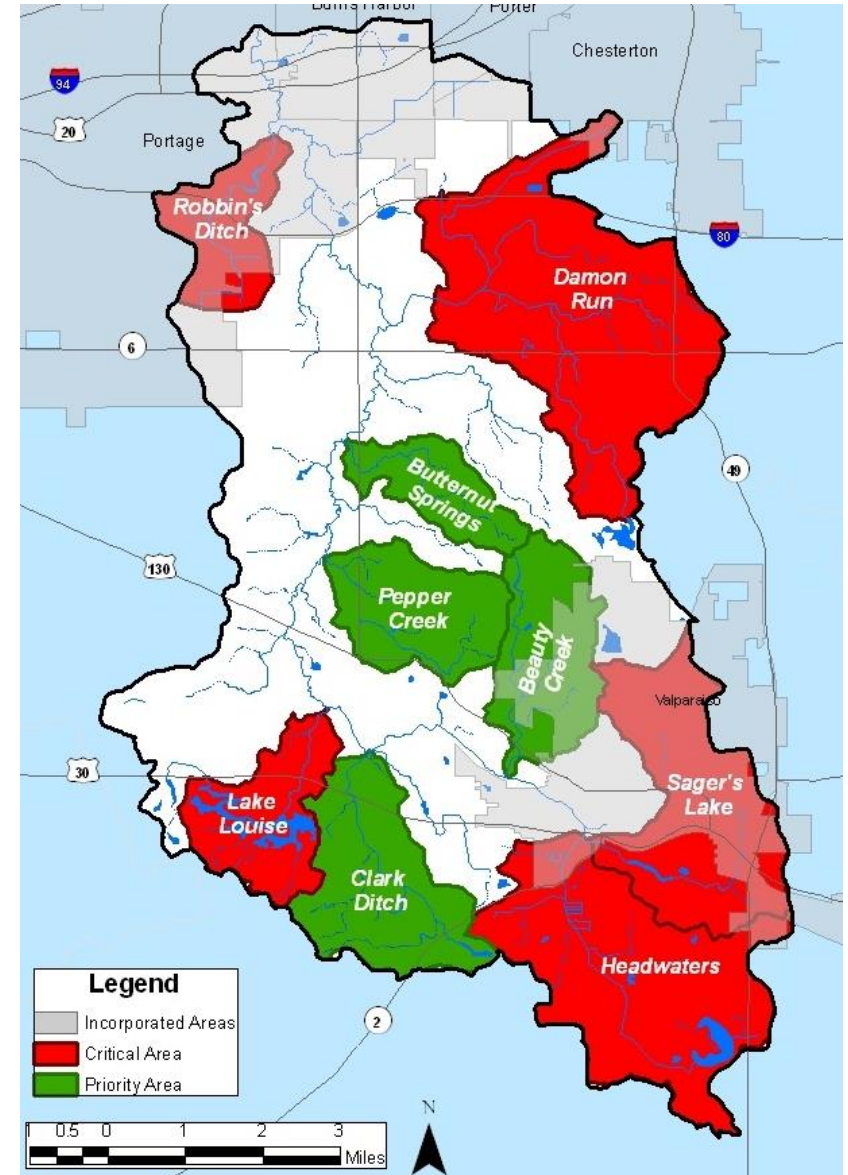 Porter
Chesterton
94
20
Portage
Robbin's
Ditch
80
Damon
Run
6
49
Butternut
Springs
130
Pepper
Creek
Beauty
Creek
Valparaiso
30
Sager's
Lake
Lake
Louise
Clark
Ditch
Headwaters
2
Legend
Incorporated Areas
Critical Area
Priority Area
N
1 0.5 0 1 2 3
Miles